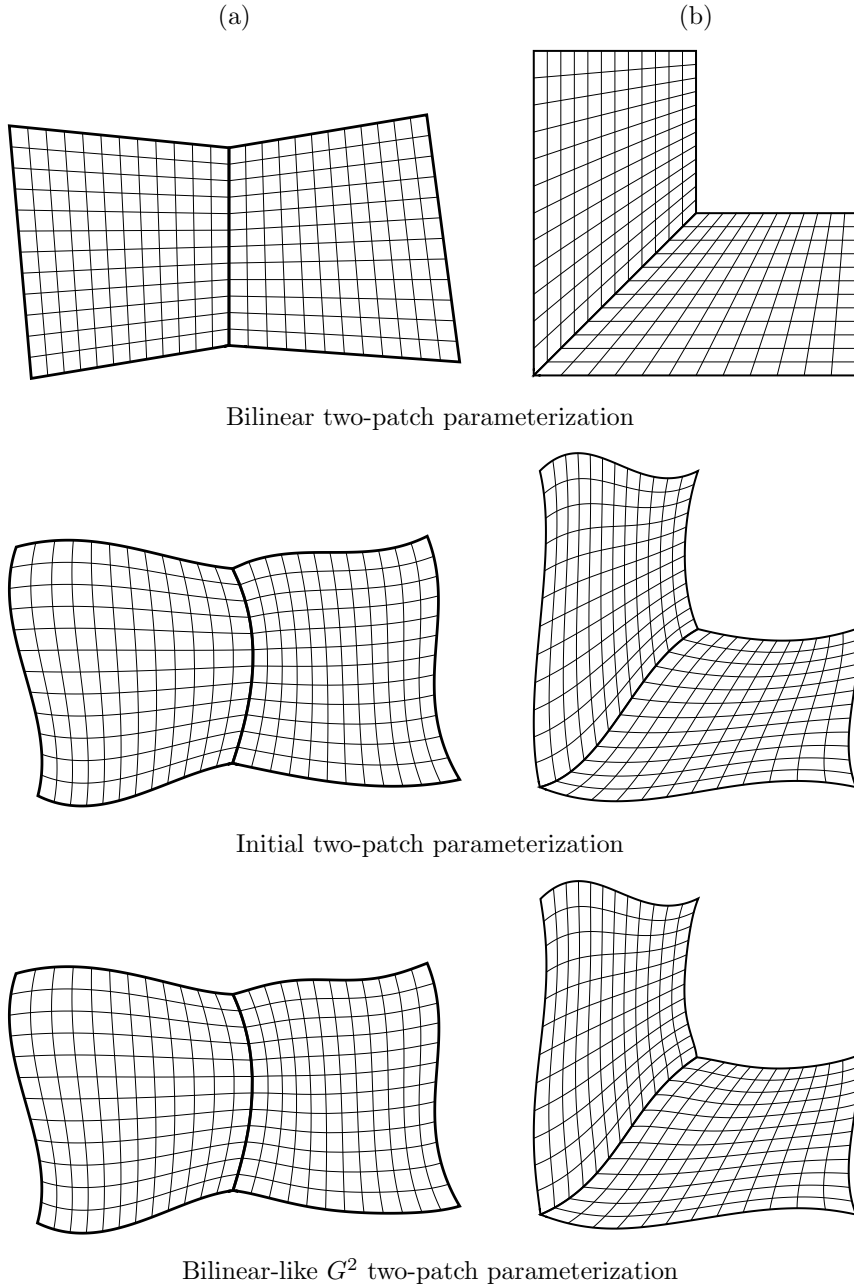 (a)
(b)
Bilinear two-patch parameterization
Initial two-patch parameterization
Bilinear-like G² two-patch parameterization